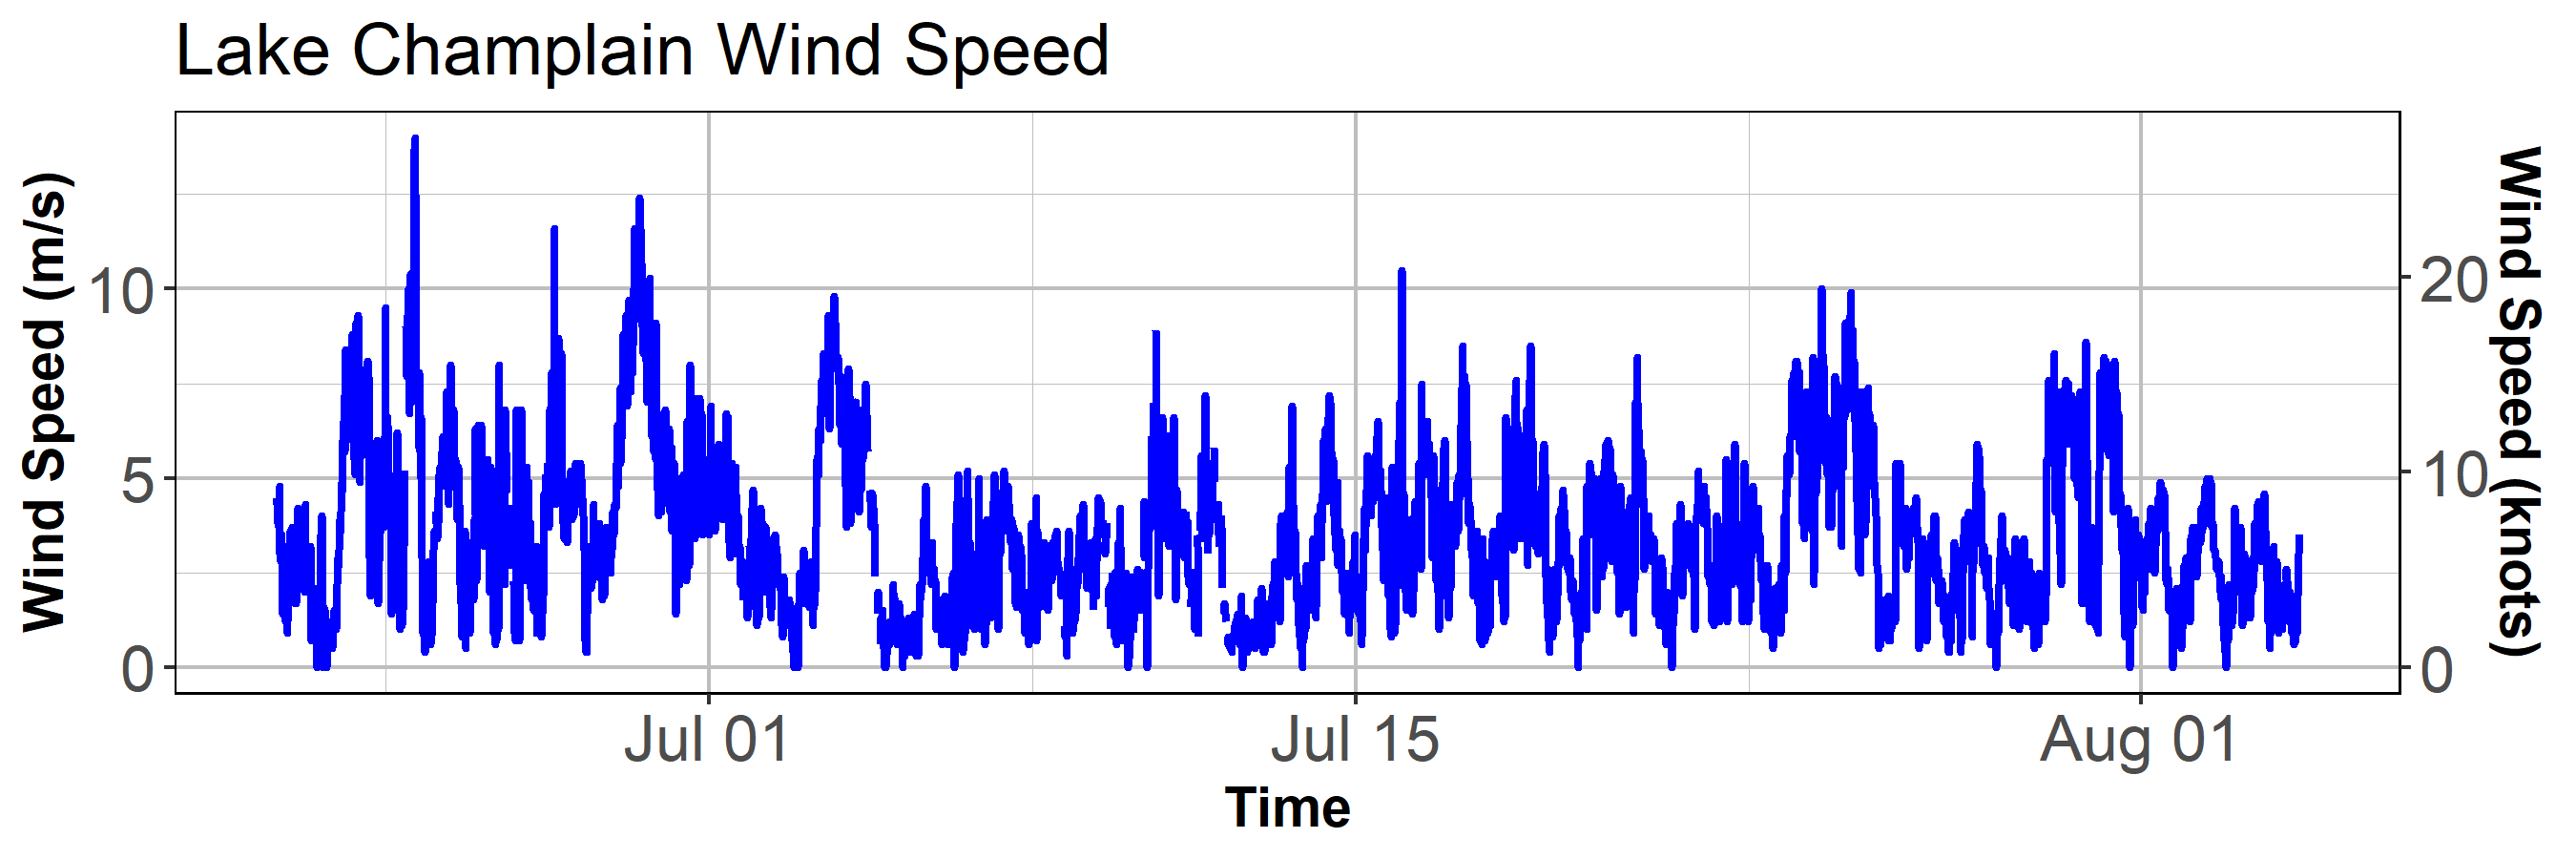 Lake Champlain Wind Speed
Wind Speed (m/s)
10
5
0
20
10
0
Wind Speed (knots)
Jul 01
Jul 15
Aug 01
Time